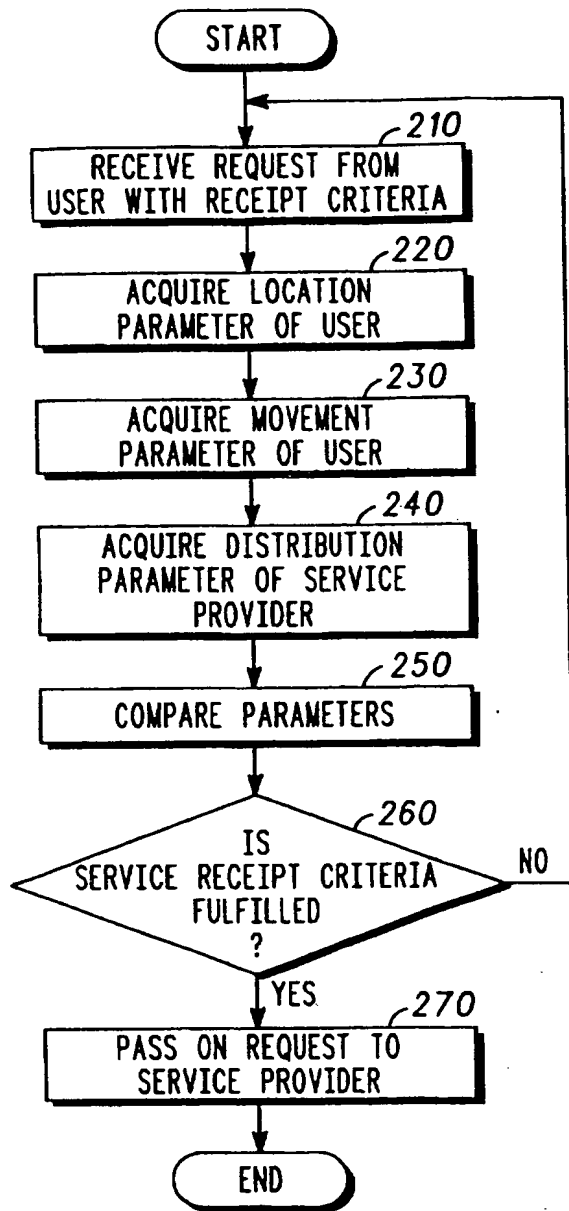 START
210
RECEIVE REQUEST FROM
USER WITH RECEIPT CRITERIA
220
ACQUIRE LOCATION
PARAMETER OF USER
230
ACQUIRE MOVEMENT
PARAMETER OF USER
240
ACQUIRE DISTRIBUTION
PARAMETER OF SERVICE
PROVIDER
250
COMPARE PARAMETERS
260
IS
SERVICE RECEIPT CRITERIA
FULFILLED
?
NO
YES
270
PASS ON REQUEST TO
SERVICE PROVIDER
END